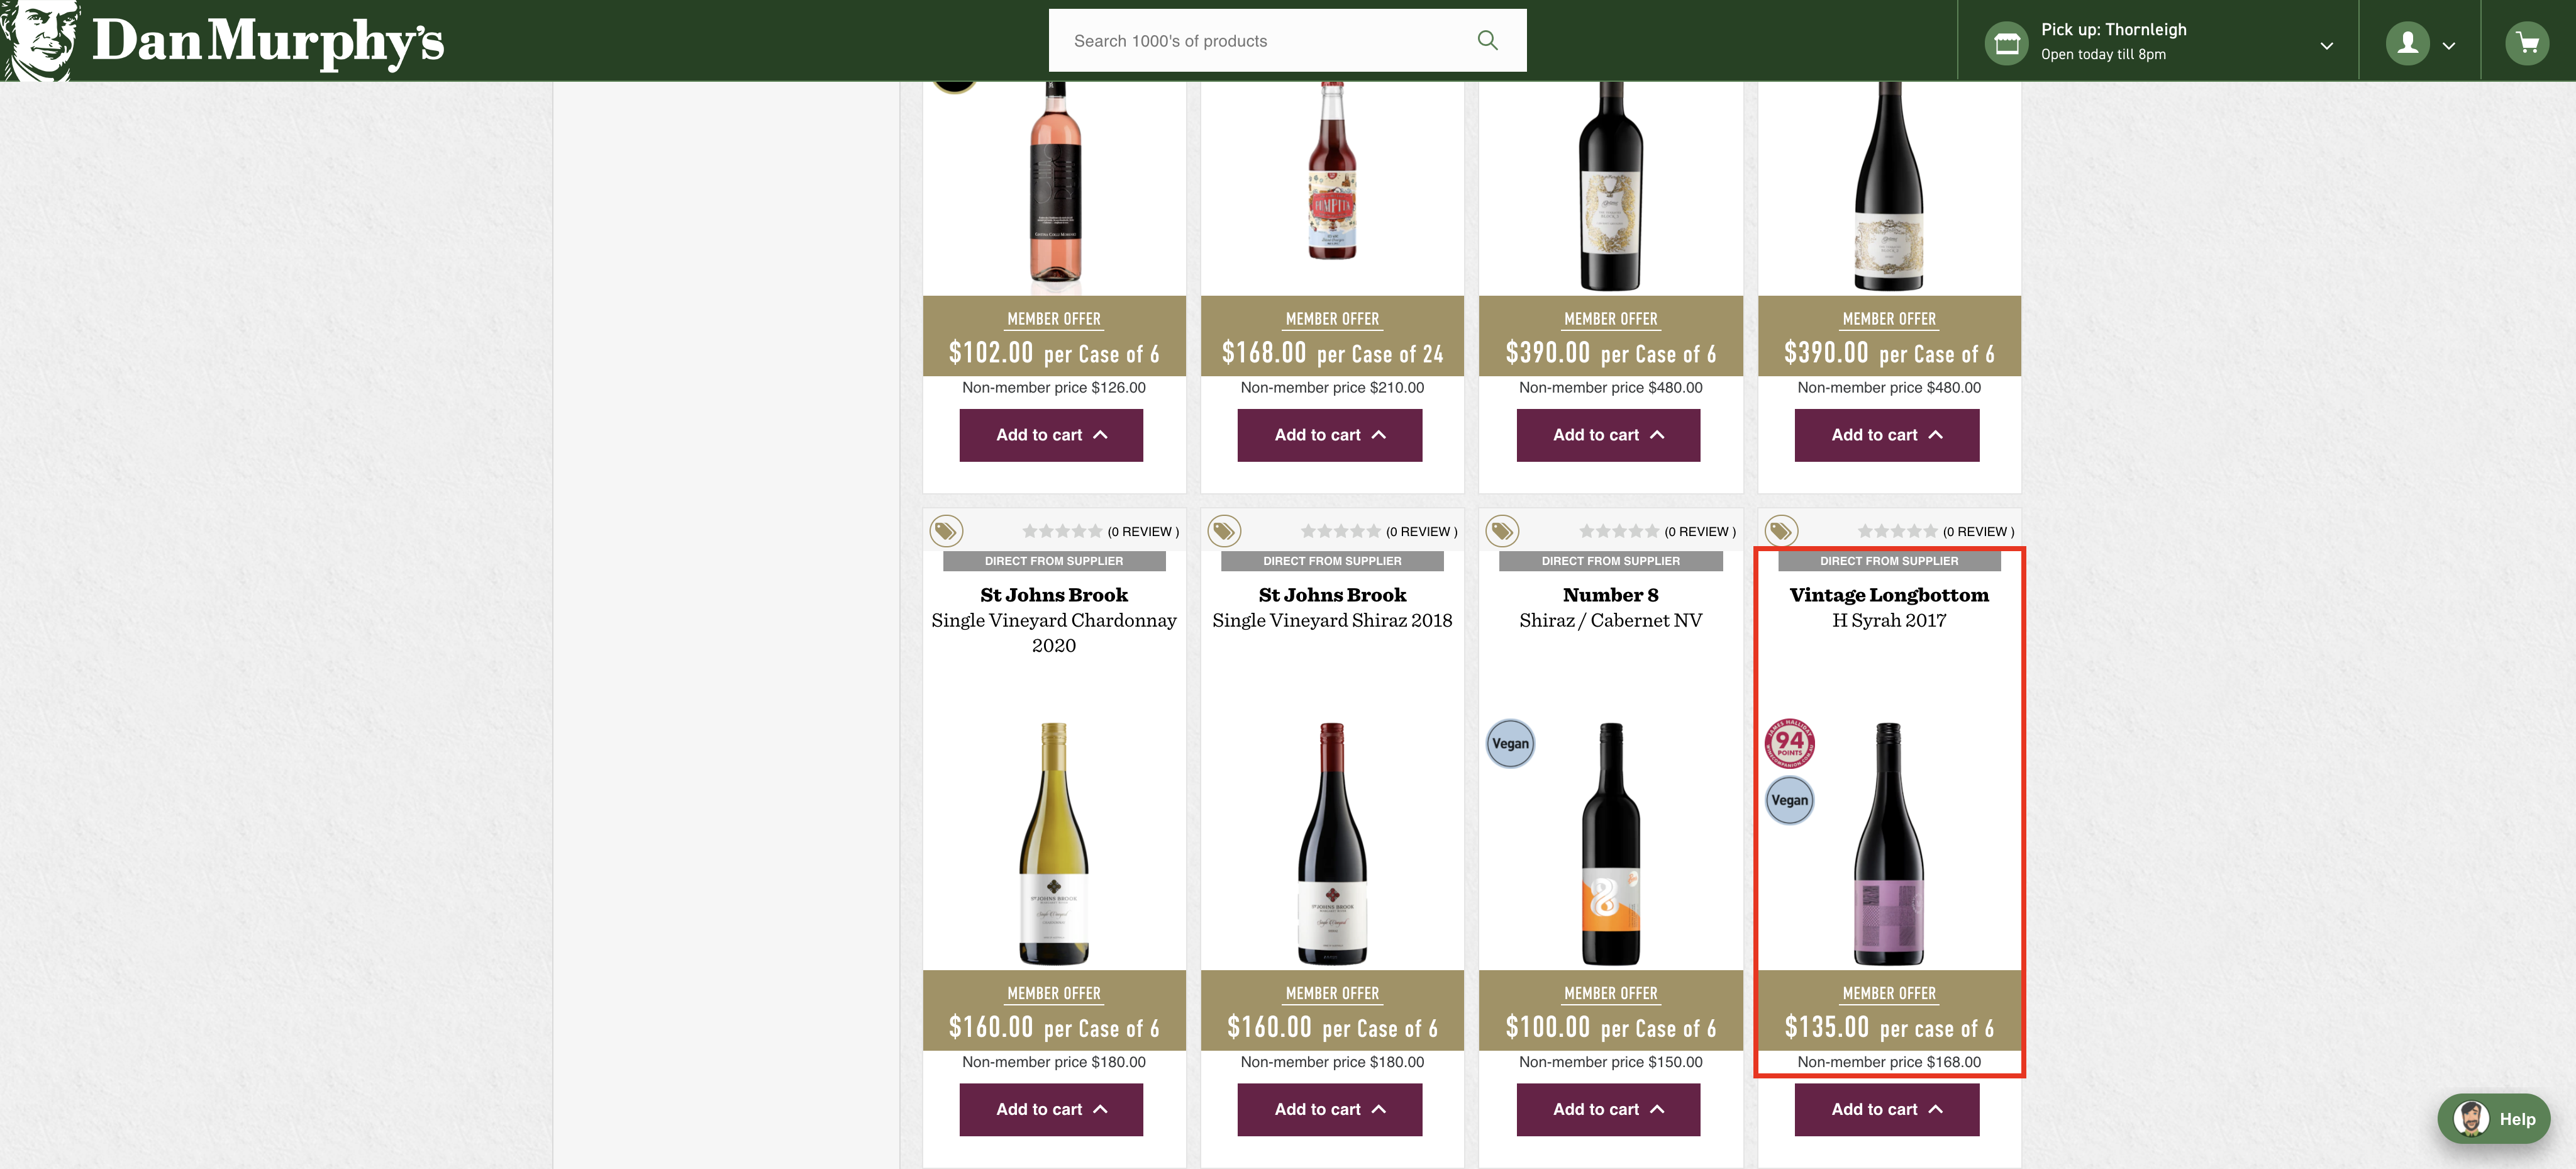 Dan Murphy's
Search 1000's of products
Pick up: Thornleigh
Open today till 8pm
MEMBER OFFER
$102.00 per Case of 6
Non-member price $126.00
Add to cart
MEMBER OFFER
$168.00 per Case of 24
Non-member price $210.00
Add to cart
MEMBER OFFER
$390.00 per Case of 6
Non-member price $480.00
Add to cart
MEMBER OFFER
$390.00 per Case of 6
Non-member price $480.00
Add to cart
(0 REVIEW )
DIRECT FROM SUPPLIER
St Johns Brook
Single Vineyard Chardonnay
2020
ST JOHNS BROOK
MEMBER OFFER
$160.00 per Case of 6
Non-member price $180.00
Add to cart
(0 REVIEW )
DIRECT FROM SUPPLIER
St Johns Brook
Single Vineyard Shiraz 2018
ST JOHNS BROOK
MEMBER OFFER
$160.00 per Case of 6
Non-member price $180.00
Add to cart
(0 REVIEW )
DIRECT FROM SUPPLIER
Number 8
Shiraz / Cabernet NV
Vegan
8
MEMBER OFFER
$100.00 per Case of 6
Non-member price $150.00
Add to cart
(0 REVIEW )
DIRECT FROM SUPPLIER
Vintage Longbottom
H Syrah 2017
JAMES HALLIDAY
94
POINTS
Vegan
MEMBER OFFER
$135.00 per case of 6
Non-member price $168.00
Add to cart
Help